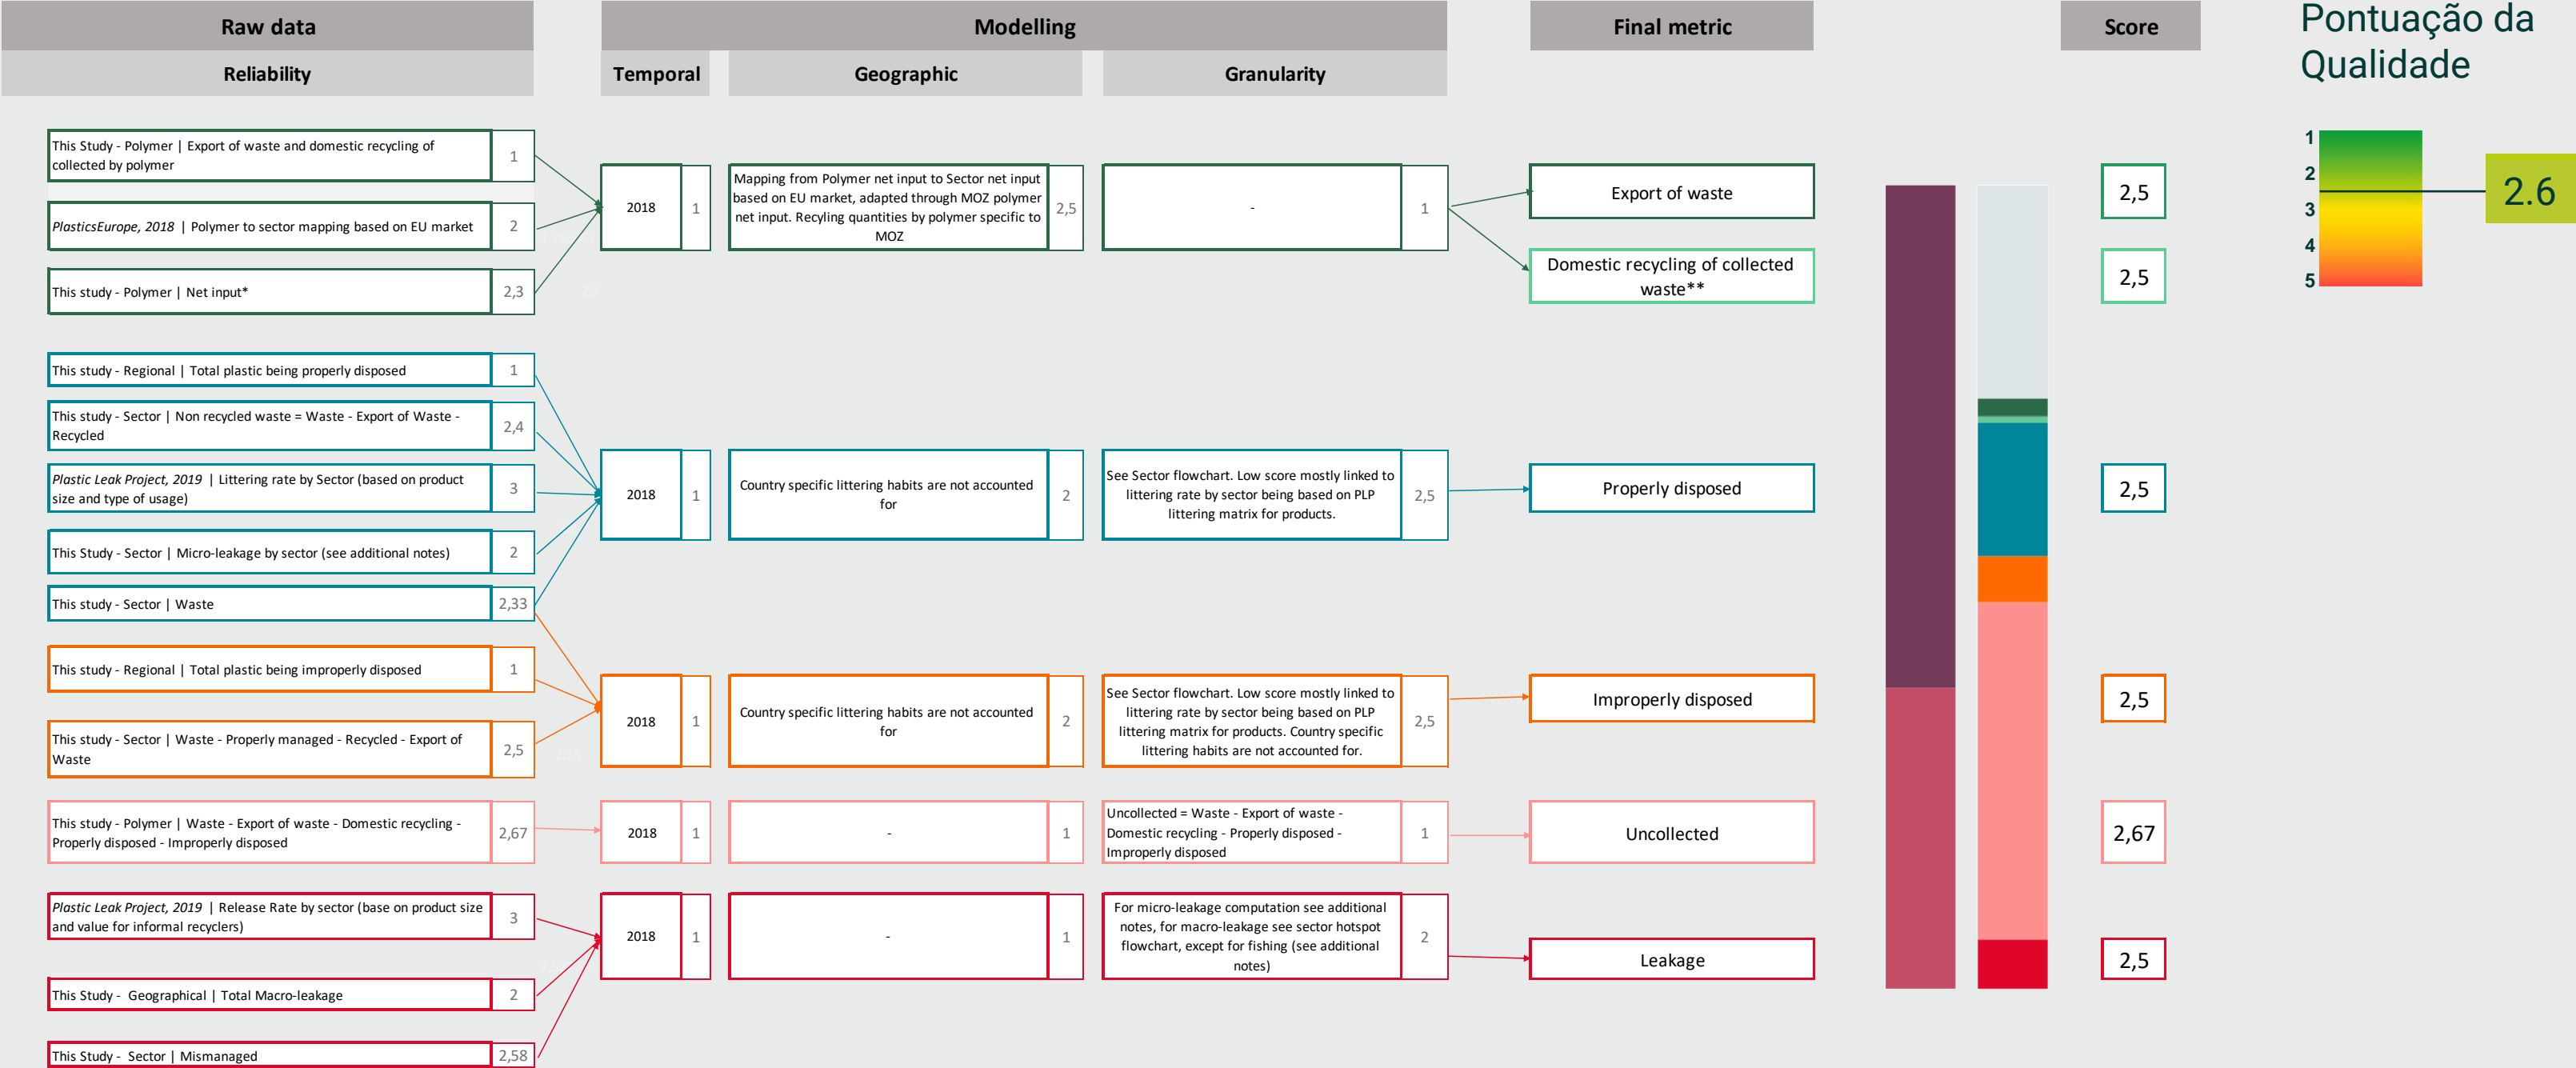 Raw data
Modelling
Final metric
Score
Pontuação da
Qualidade
Reliability
Temporal
Geographic
Granularity
This Study - Polymer | Export of waste and domestic recycling of
collected by polymer
1
PlasticsEurope, 2018 | Polymer to sector mapping based on EU market
2
This study - Polymer | Net input*
2,3
2018
1
Mapping from Polymer net input to Sector net input
based on EU market, adapted through MOZ polymer
net input. Recyling quantities by polymer specific to
MOZ
2,5
-
1
Export of waste
2,5
Domestic recycling of collected
waste**
2,5
1
2
3
4
5
2.6
This study - Regional | Total plastic being properly disposed
1
This study - Sector | Non recycled waste = Waste - Export of Waste -
Recycled
2,4
Plastic Leak Project, 2019 | Littering rate by Sector (based on product
size and type of usage)
3
This Study - Sector | Micro-leakage by sector (see additional notes)
2
This study - Sector | Waste
2,33
2018
1
Country specific littering habits are not accounted
for
2
See Sector flowchart. Low score mostly linked to
littering rate by sector being based on PLP
littering matrix for products.
2,5
Properly disposed
2,5
This study - Regional | Total plastic being improperly disposed
1
This study - Sector | Waste - Properly managed - Recycled - Export of
Waste
2,5
2,25
2018
1
Country specific littering habits are not accounted
for
2
See Sector flowchart. Low score mostly linked to
littering rate by sector being based on PLP
littering matrix for products. Country specific
littering habits are not accounted for.
2,5
Improperly disposed
2,5
This study - Polymer | Waste - Export of waste - Domestic recycling -
Properly disposed - Improperly disposed
2,67
2018
1
-
1
Uncollected = Waste - Export of waste -
Domestic recycling - Properly disposed -
Improperly disposed
1
Uncollected
2,67
Plastic Leak Project, 2019 | Release Rate by sector (base on product size
and value for informal recyclers)
3
This Study - Geographical | Total Macro-leakage
2
This Study - Sector | Mismanaged
2,58
2018
1
-
1
For micro-leakage computation see additional
notes, for macro-leakage see sector hotspot
flowchart, except for fishing (see additional
notes)
2
Leakage
2,5